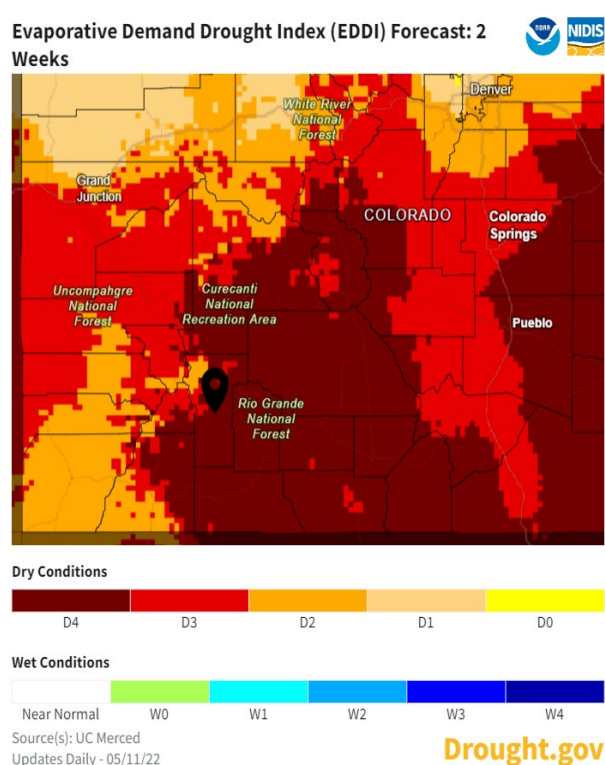 Evaporative Demand Drought Index (EDDI) Forecast: 2
Weeks
NOAA
NIDIS
Denver
White River
National
Forest
Grand
Junction
COLORADO
Colorado
Springs
Uncompahgre
National
Forest
Curecanti
National
Recreation Area
Pueblo
Rio Grande
National
Forest
Dry Conditions
D4 D3 D2 D1 D0
Wet Conditions
Near Normal W0 W1 W2 W3 W4
Source(s): UC Merced
Updates Daily - 05/11/22
Drought.gov